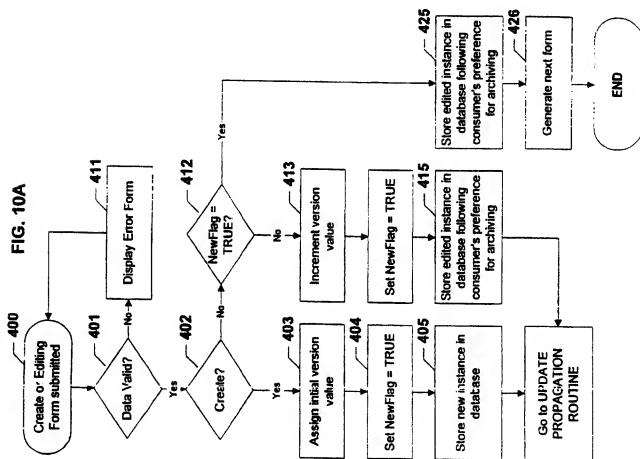 FIG. 10A
400
Create or Editing
Form submitted
401
Data Valid?
No
411
Display Error Form
Yes
402
Create?
No
412
NewFlag =
TRUE?
Yes
Yes
403
Assign initial version
value
404
Set NewFlag = TRUE
405
Store new instance in
database
Go to UPDATE
PROPAGATION
ROUTINE
No
413
Increment version
value
Set NewFlag = TRUE
415
Store edited instance in
database following
consumer's preference
for archiving
425
Store edited instance in
database following
consumer's preference
for archiving
426
Generate next form
END